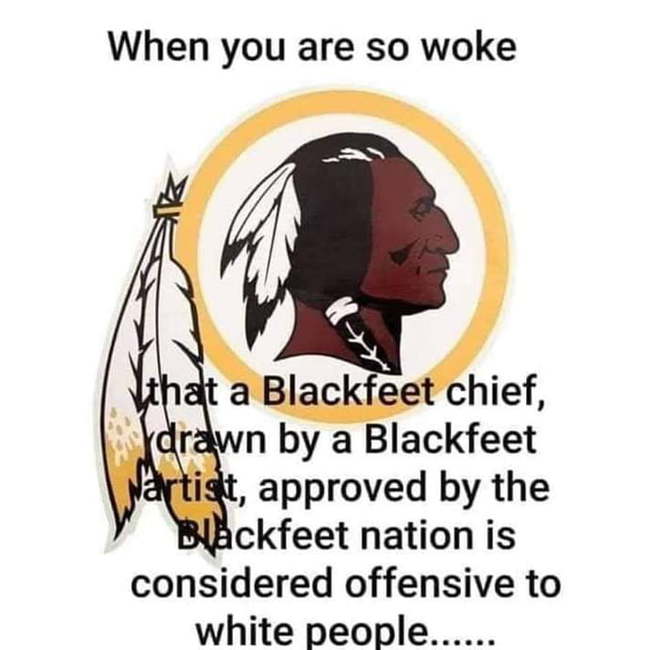 When you are so woke
that a Blackfeet chief,
drawn by a Blackfeet
artist, approved by the
Blackfeet nation is
considered offensive to
white people......